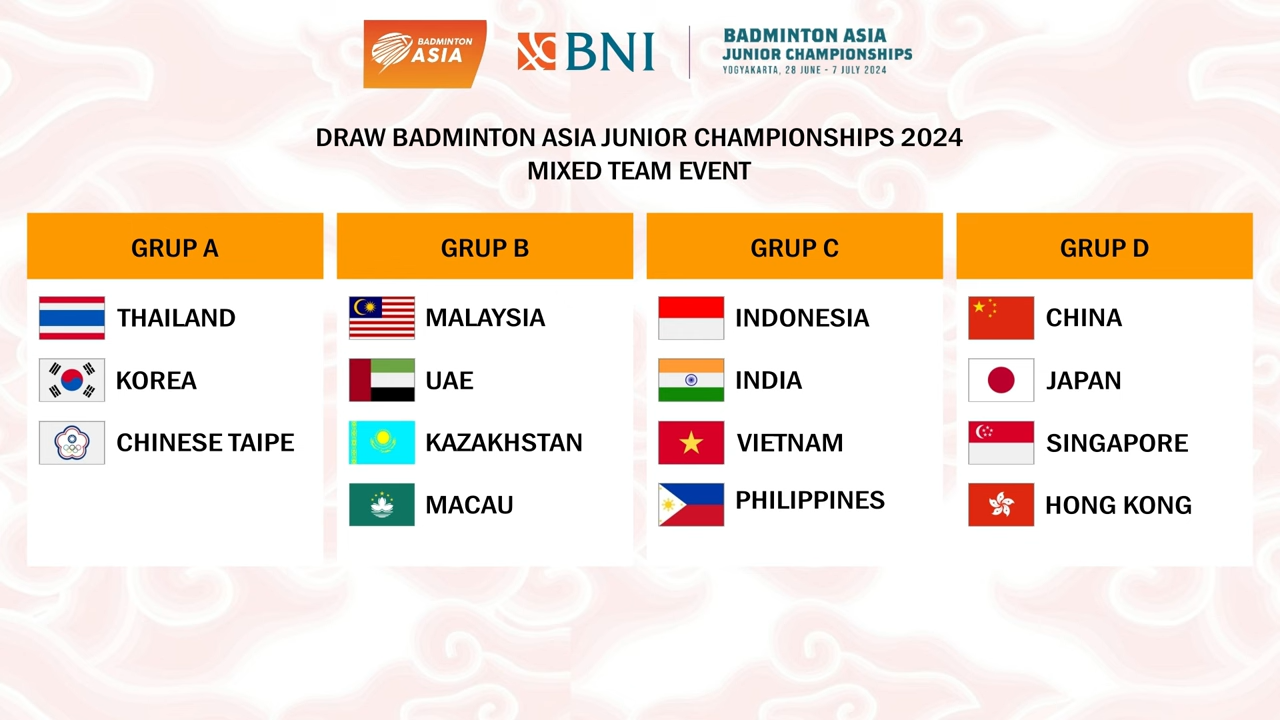 BADMINTON
ASIA
BNI
BADMINTON ASIA
JUNIOR CHAMPIONSHIPS
YOGYAKARTA, 28 JUNE - 7 JULY 2024
DRAW BADMINTON ASIA JUNIOR CHAMPIONSHIPS 2024
MIXED TEAM EVENT
GRUP A
THAILAND
KOREA
CHINESE TAIPE
GRUP B
MALAYSIA
UAE
KAZAKHSTAN
MACAU
GRUP C
INDONESIA
INDIA
VIETNAM
PHILIPPINES
GRUP D
CHINA
JAPAN
SINGAPORE
HONG KONG